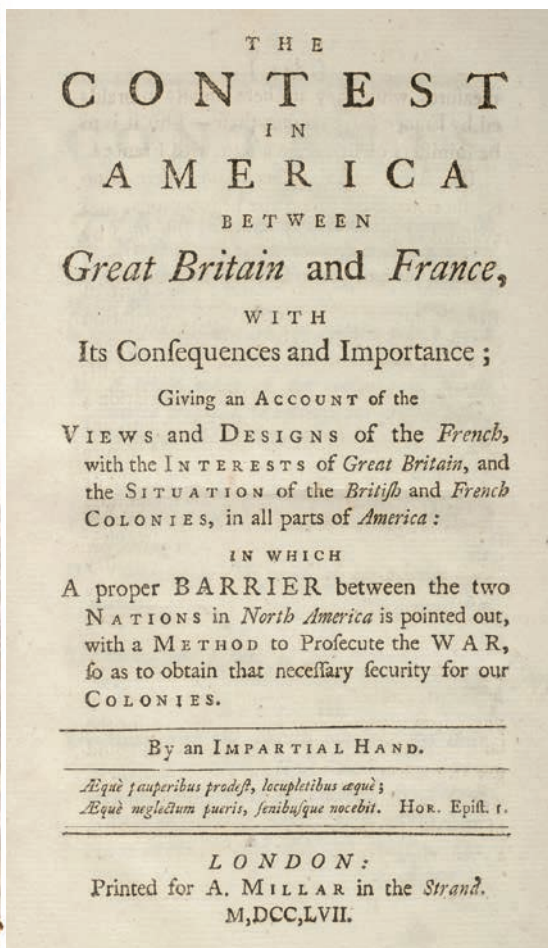 THE
CONTEST
IN
AMERICA
BETWEEN
Great Britain and France,
WITH
Its Conſequences and Importance;
Giving an ACCOUNT of the
VIEWS and DESIGNS of the French,
with the INTERESTS of Great Britain, and
the SITUATION of the Britiſh and French
COLONIES, in all parts of America:
IN WHICH
A proper BARRIER between the two
NATIONS in North America is pointed out,
with a METHOD to Proſecute the WAR,
ſo as to obtain that neceſſary ſecurity for our
COLONIES.
By an IMPARTIAL HAND.
Æquè pauperibus prodeſt, locupletibus æquè;
Æquè neglectum pueris, ſenibuſque nocebit. HOR. Epiſt. 1.
LONDON:
Printed for A. MILLAR in the Strand.
M,DCC,LVII.